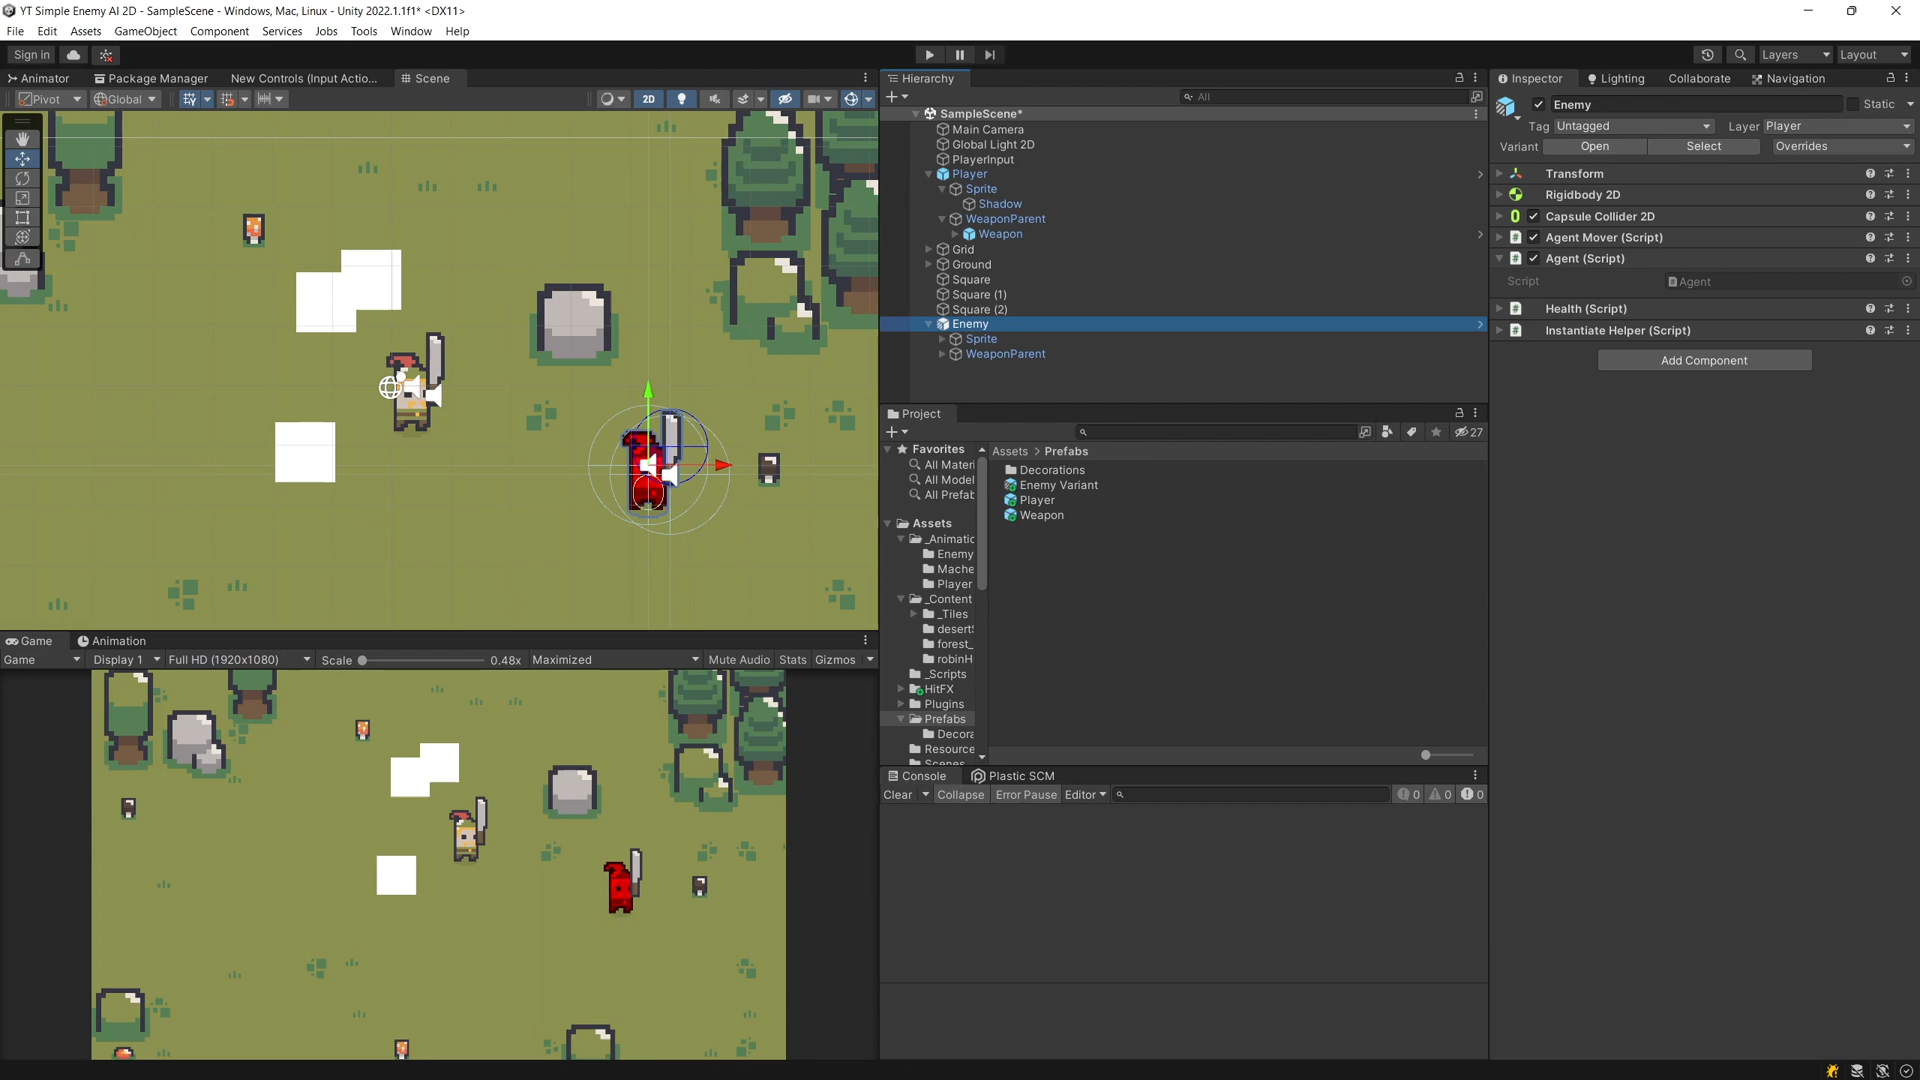 YT Simple Enemy AI 2D - SampleScene - Windows, Mac, Linux - Unity 2022.1.1f1* <DX11>
File Edit Assets GameObject Component Services Jobs Tools Window Help
Sign in
Layers
Layout
Animator
Package Manager
New Controls (Input Actio...
Scene
Pivot
Global
2D
Hierarchy
All
SampleScene*
Main Camera
Global Light 2D
PlayerInput
Player
Sprite
Shadow
WeaponParent
Weapon
Grid
Ground
Square
Square (1)
Square (2)
Enemy
Sprite
WeaponParent
Inspector
Lighting
Collaborate
Navigation
Enemy
Static
Tag Untagged
Layer Player
Variant Open Select Overrides
Transform
Rigidbody 2D
Capsule Collider 2D
Agent Mover (Script)
Agent (Script)
Script Agent
Health (Script)
Instantiate Helper (Script)
Add Component
Project
27
Favorites
All Materi
All Model
All Prefab
Assets
_Animatic
Enemy
Mache
Player
_Content
_Tiles
desertS
forest_
robinH
_Scripts
HitFX
Plugins
Prefabs
Decora
Resource
Scenes
Assets > Prefabs
Decorations
Enemy Variant
Player
Weapon
Game
Animation
Game Display 1 Full HD (1920x1080) Scale 0.48x Maximized Mute Audio Stats Gizmos
Console
Plastic SCM
Clear Collapse Error Pause Editor
0 0 0